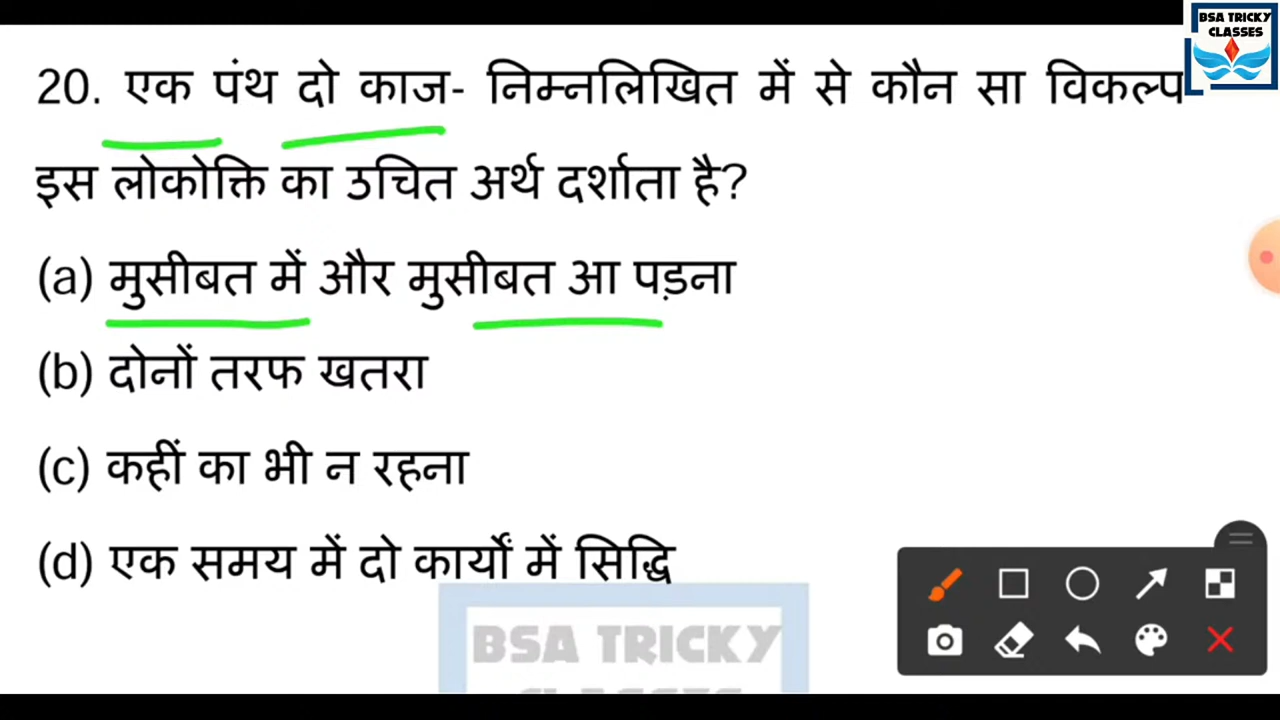 BSA TRICKY
CLASSES
20. एक पंथ दो काज- निम्नलिखित में से कौन सा विकल्प
इस लोकोक्ति का उचित अर्थ दर्शाता है?
(a) मुसीबत में और मुसीबत आ पड़ना
(b) दोनों तरफ खतरा
(c) कहीं का भी न रहना
(d) एक समय में दो कार्यों में सिद्धि
BSA TRICKY
CLASSES